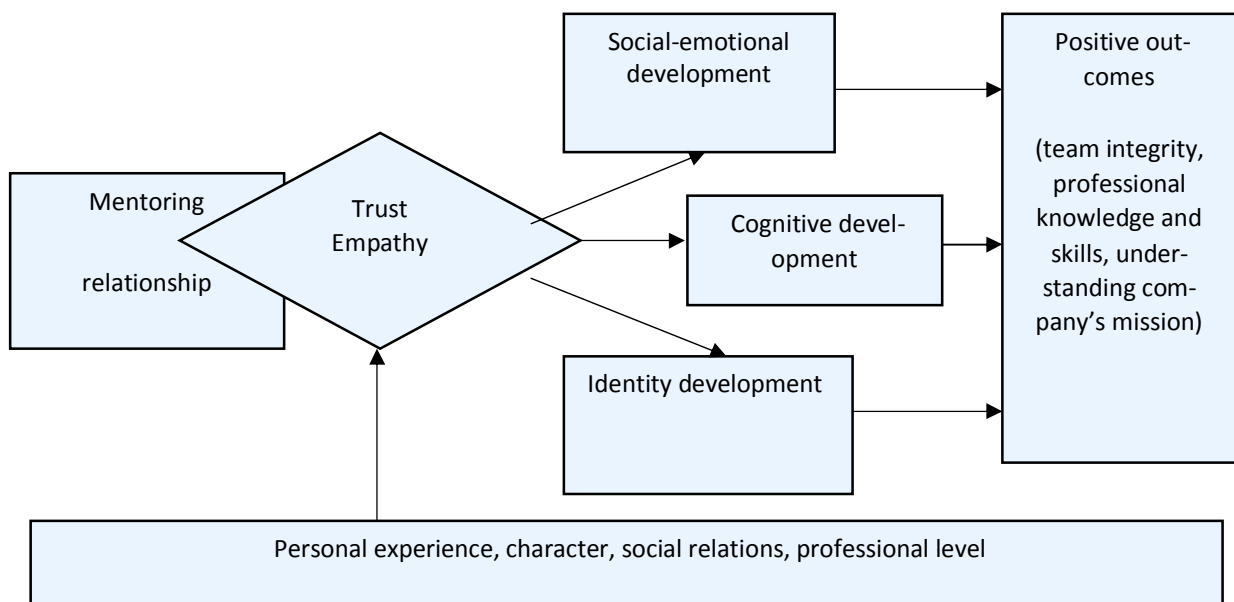 Mentoring
relationship
Trust
Empathy
Social-emotional
development
Cognitive devel-
opment
Identity development
Positive out-
comes
(team integrity,
professional
knowledge and
skills, under-
standing com-
pany’s mission)
Personal experience, character, social relations, professional level